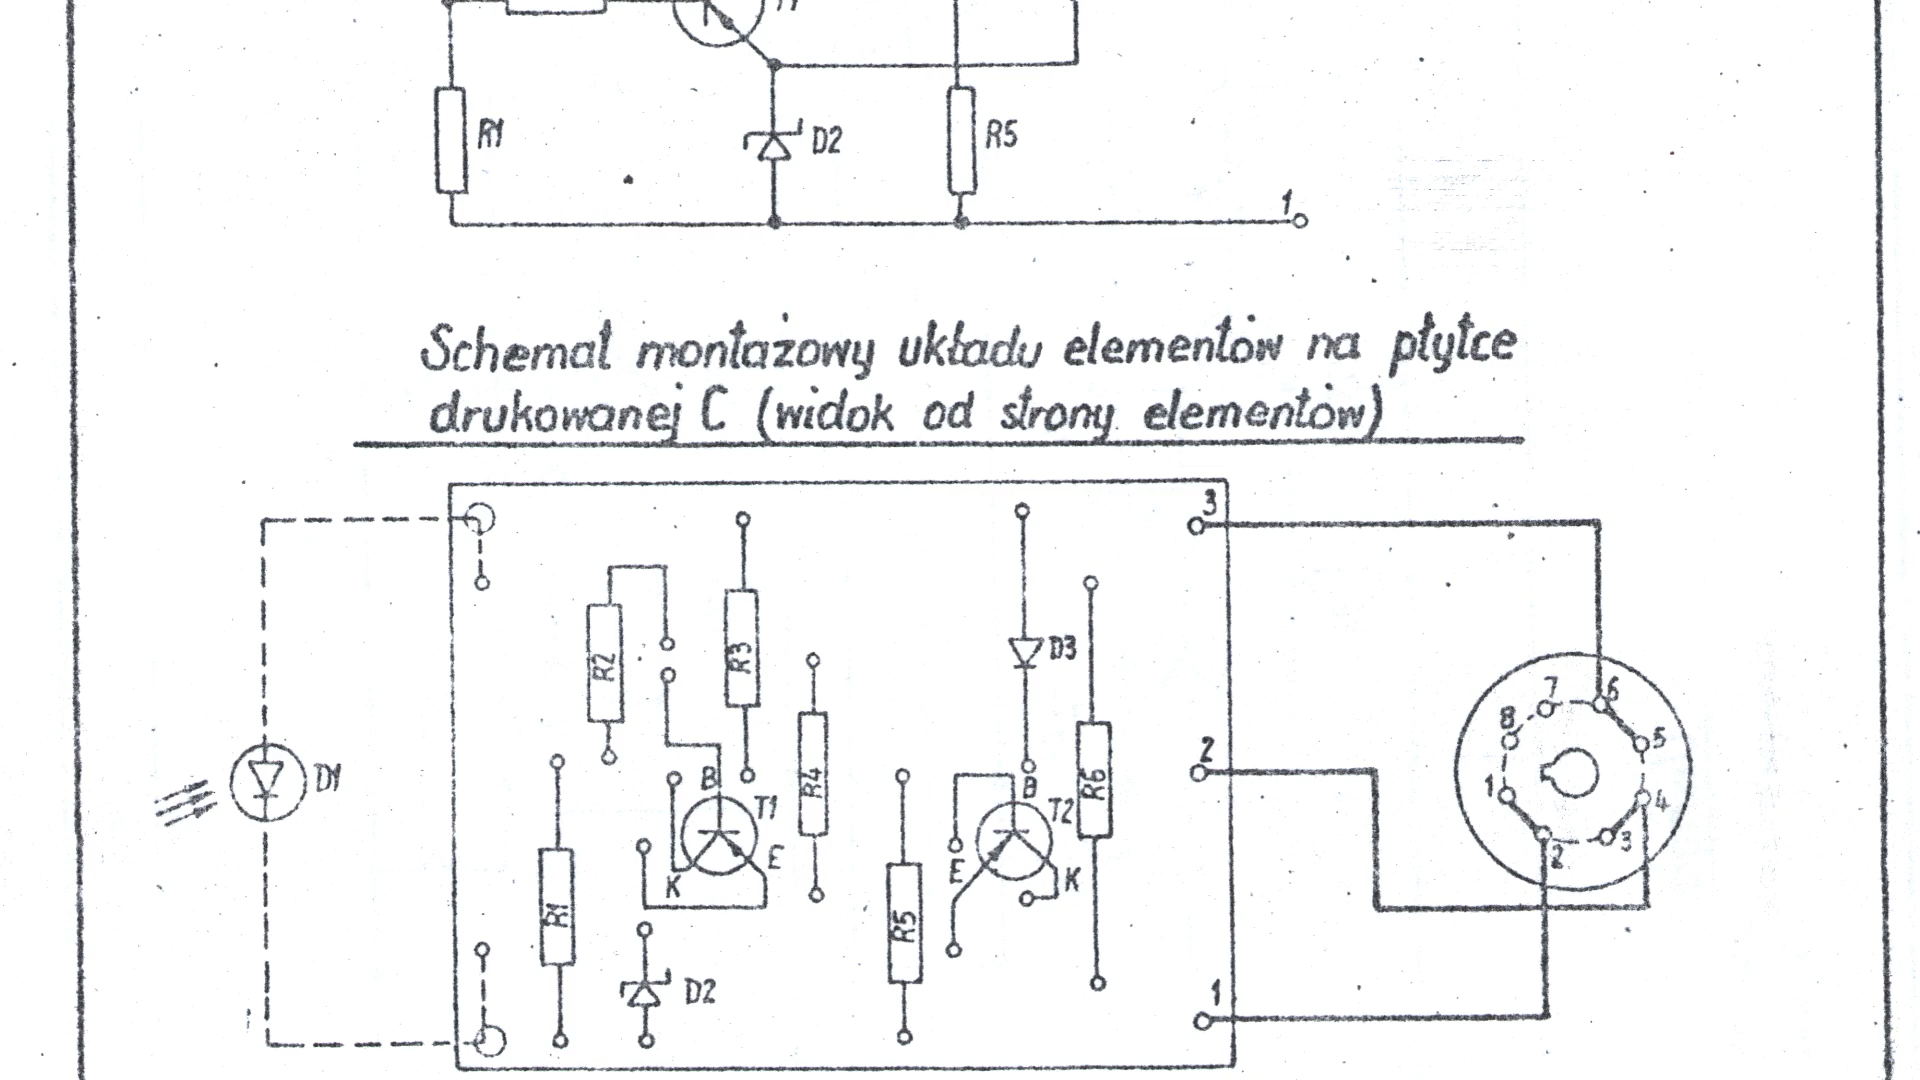 R1
D2
R5
1
Schemat montażowy układu elementów na płytce
drukowanej C (widok od strony elementów)
3
R2
R3
D3
7
6
8
5
2
D1
B
T1
R4
B
T2
R6
1
4
E
K
E
K
3
2
R1
R5
D2
1